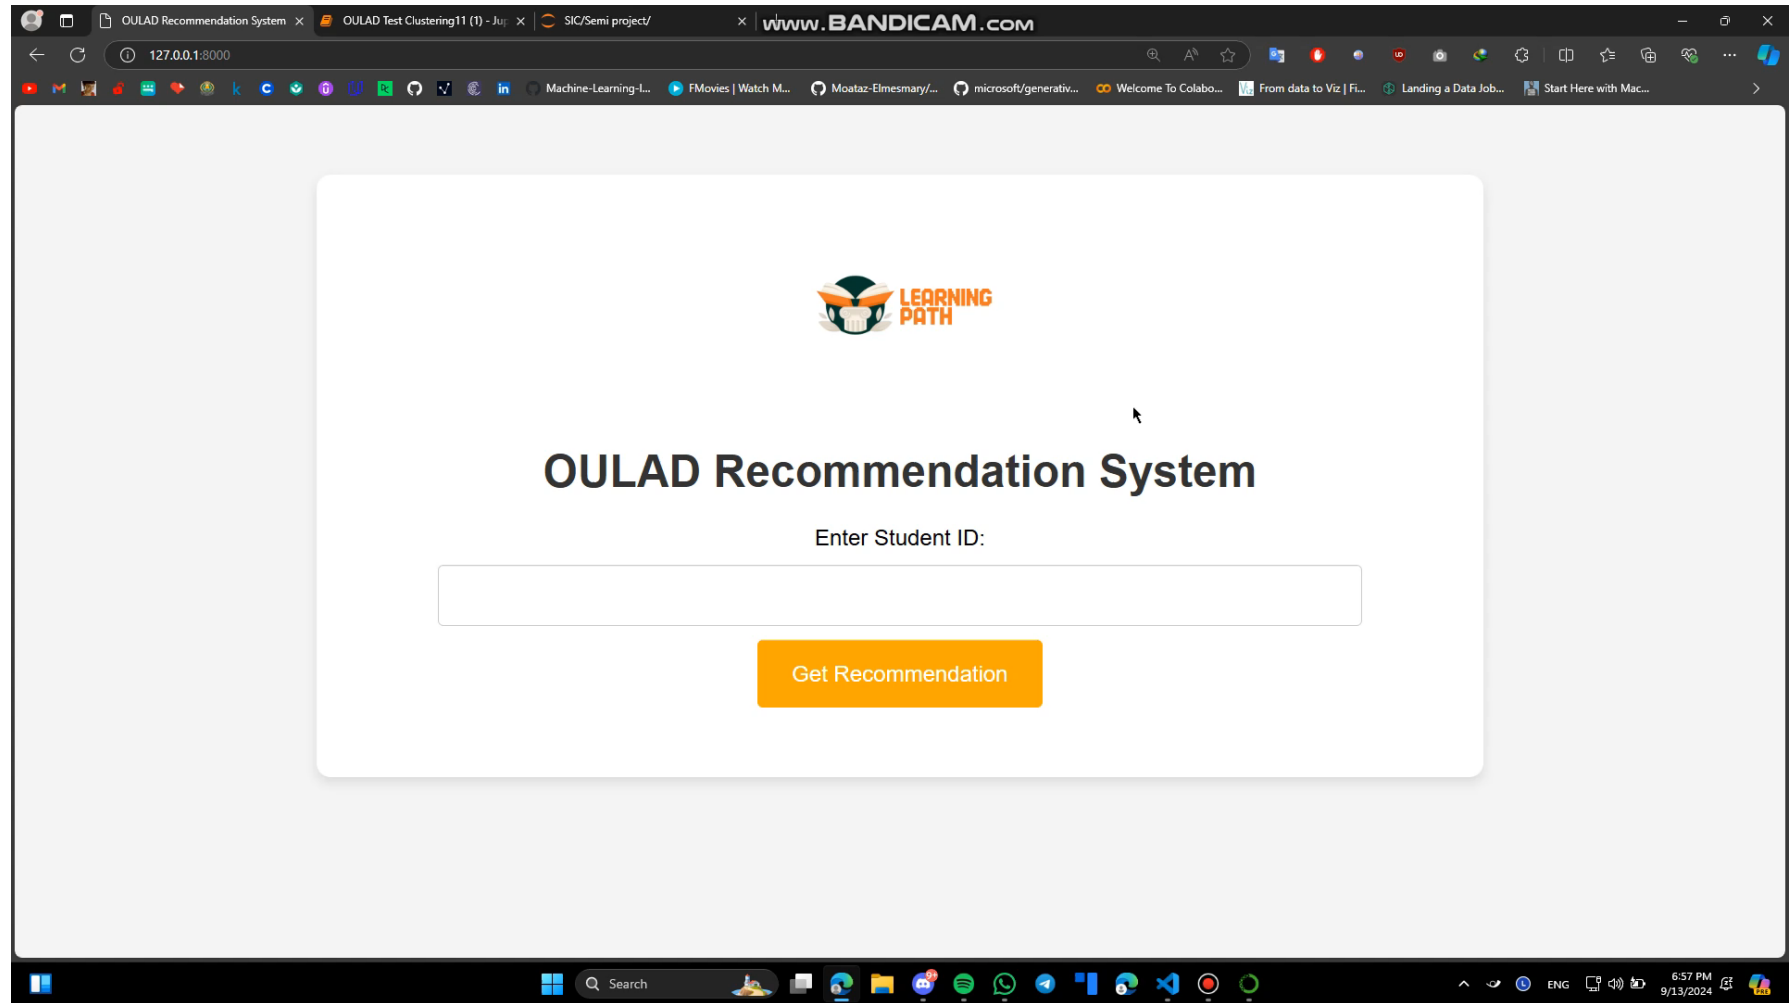 OULAD Recommendation System
OULAD Test Clustering11 (1) - Jup
SIC/Semi project/
www.BANDICAM.com
127.0.0.1:8000
Machine-Learning-I...
FMovies | Watch M...
Moataz-Elmesmary/...
microsoft/generativ...
Welcome To Colabo...
From data to Viz | Fi...
Landing a Data Job...
Start Here with Mac...
LEARNING
PATH
OULAD Recommendation System
Enter Student ID:
Get Recommendation
Search
9+
ENG
6:57 PM
9/13/2024
PRE